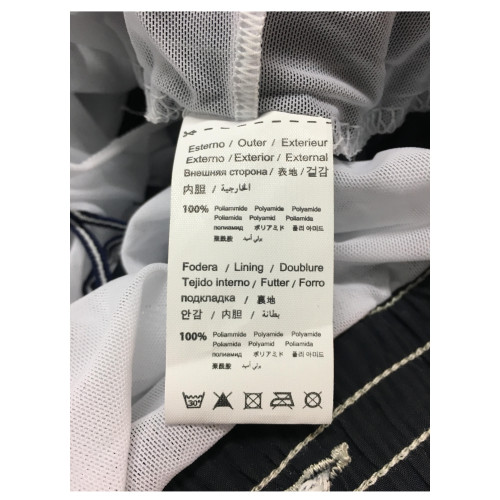 Esterno / Outer / Exterieur
Externo / Exterior / External
Внешняя сторона / 表地 / 겉감
内胆 / الخارجية /
100% Poliammide Polyamide Polyamide
Poliamida Polyamid Poliamide
полиамид ポリアミド 폴리아미드
聚酰胺 بولي أميد
Fodera / Lining / Doublure
Tejido interno / Futter / Forro
подкладка / 裏地
안감 / 内胆 / بطانة /
100% Poliammide Polyamide Polyamide
Poliamida Polyamid Poliamide
полиамид ポリアミド 폴리아미드
聚酰胺 بولي أميد
30°